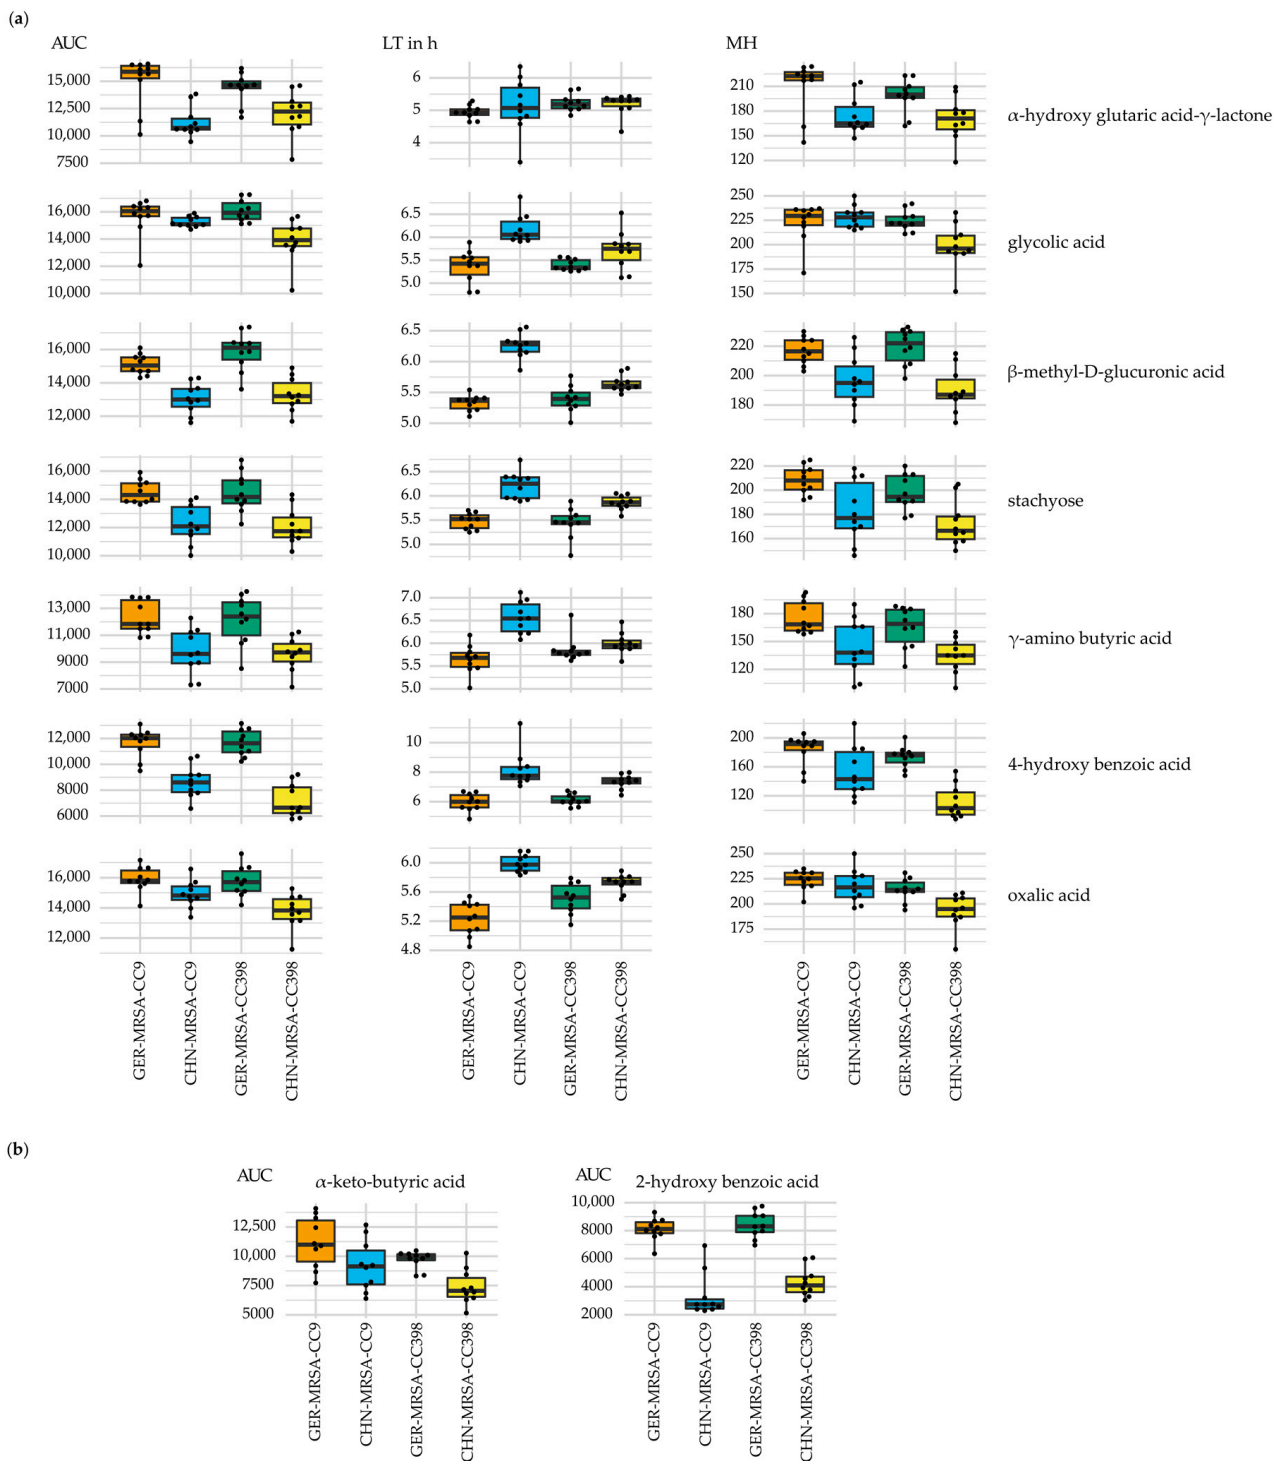 (a)
AUC LT in h MH
15,000
12,500
10,000
7500
6
5
4
210
180
150
120
α-hydroxy glutaric acid-γ-lactone
16,000
14,000
12,000
10,000
6.5
6.0
5.5
5.0
250
225
200
175
150
glycolic acid
16,000
14,000
12,000
6.5
6.0
5.5
5.0
220
200
180
β-methyl-D-glucuronic acid
16,000
14,000
12,000
10,000
6.5
6.0
5.5
5.0
220
200
180
160
stachyose
13,000
11,000
9000
7000
7.0
6.5
6.0
5.5
5.0
180
150
120
γ-amino butyric acid
12,000
10,000
8000
6000
10
8
6
200
160
120
4-hydroxy benzoic acid
16,000
14,000
12,000
6.0
5.6
5.2
4.8
250
225
200
175
oxalic acid
GER-MRSA-CC9
CHN-MRSA-CC9
GER-MRSA-CC398
CHN-MRSA-CC398
GER-MRSA-CC9
CHN-MRSA-CC9
GER-MRSA-CC398
CHN-MRSA-CC398
GER-MRSA-CC9
CHN-MRSA-CC9
GER-MRSA-CC398
CHN-MRSA-CC398
(b)
AUC α-keto-butyric acid
12,500
10,000
7500
5000
GER-MRSA-CC9
CHN-MRSA-CC9
GER-MRSA-CC398
CHN-MRSA-CC398
AUC 2-hydroxy benzoic acid
10,000
8000
6000
4000
2000
GER-MRSA-CC9
CHN-MRSA-CC9
GER-MRSA-CC398
CHN-MRSA-CC398